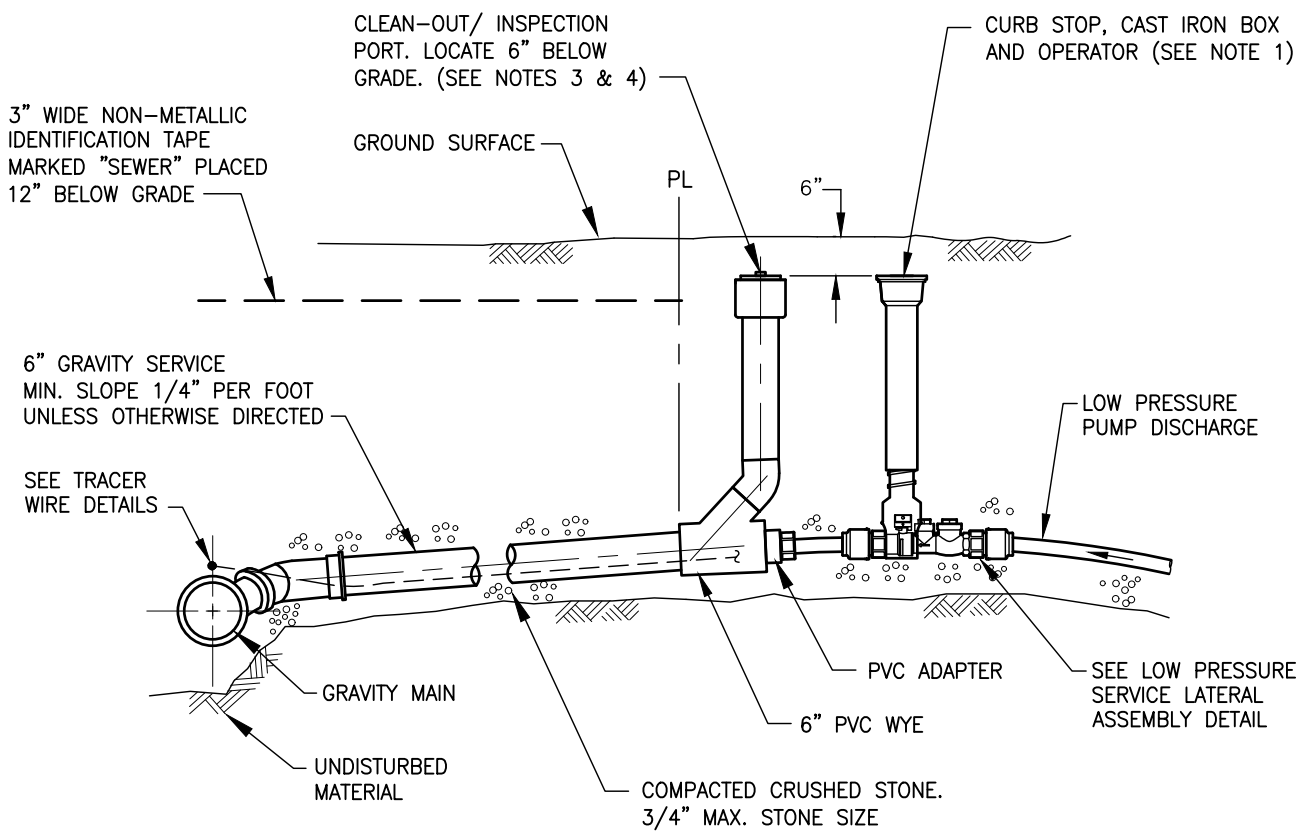 CLEAN-OUT/ INSPECTION
PORT. LOCATE 6" BELOW
GRADE. (SEE NOTES 3 & 4)
CURB STOP, CAST IRON BOX
AND OPERATOR (SEE NOTE 1)
3" WIDE NON-METALLIC
IDENTIFICATION TAPE
MARKED "SEWER" PLACED
12" BELOW GRADE
GROUND SURFACE
PL
6"
6" GRAVITY SERVICE
MIN. SLOPE 1/4" PER FOOT
UNLESS OTHERWISE DIRECTED
LOW PRESSURE
PUMP DISCHARGE
SEE TRACER
WIRE DETAILS
GRAVITY MAIN
UNDISTURBED
MATERIAL
PVC ADAPTER
6" PVC WYE
SEE LOW PRESSURE
SERVICE LATERAL
ASSEMBLY DETAIL
COMPACTED CRUSHED STONE.
3/4" MAX. STONE SIZE